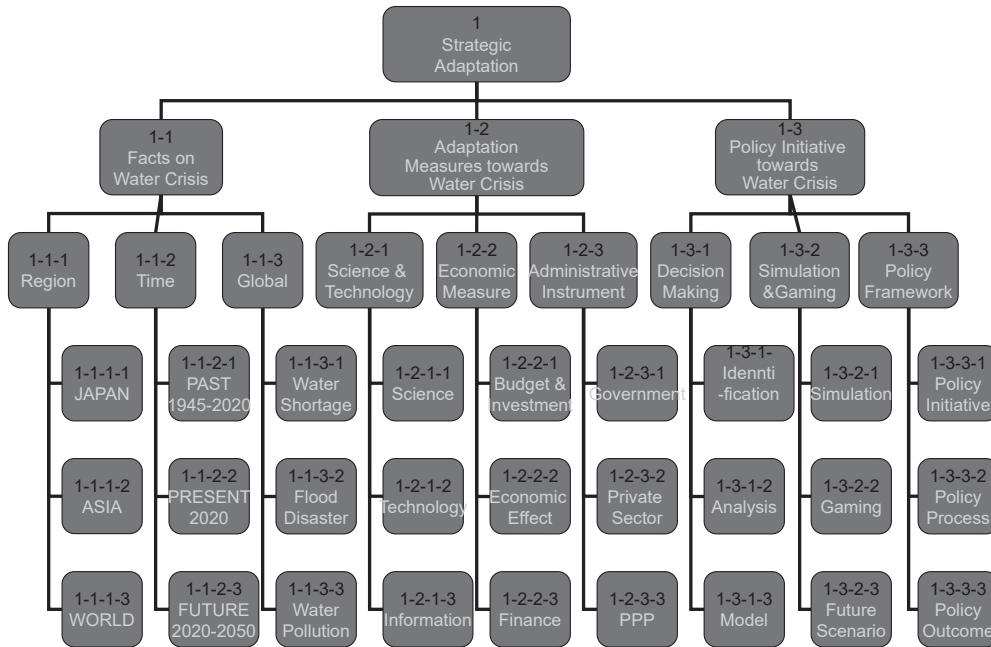 1
Strategic
Adaptation
1-1
Facts on
Water Crisis
1-2
Adaptation
Measures towards
Water Crisis
1-3
Policy Initiative
towards
Water Crisis
1-1-1
Region
1-1-2
Time
1-1-3
Global
1-2-1
Science &
Technology
1-2-2
Economic
Measure
1-2-3
Administrative
Instrument
1-3-1
Decision
Making
1-3-2
Simulation
&Gaming
1-3-3
Policy
Framework
1-1-1-1
JAPAN
1-1-2-1
PAST
1945-2020
1-1-3-1
Water
Shortage
1-2-1-1
Science
1-2-2-1
Budget &
Investment
1-2-3-1
Government
1-3-1-
Idennti
-fication
1-3-2-1
Simulation
1-3-3-1
Policy
Initiative
1-1-1-2
ASIA
1-1-2-2
PRESENT
2020
1-1-3-2
Flood
Disaster
1-2-1-2
Technology
1-2-2-2
Economic
Effect
1-2-3-2
Private
Sector
1-3-1-2
Analysis
1-3-2-2
Gaming
1-3-3-2
Policy
Process
1-1-1-3
WORLD
1-1-2-3
FUTURE
2020-2050
1-1-3-3
Water
Pollution
1-2-1-3
Information
1-2-2-3
Finance
1-2-3-3
PPP
1-3-1-3
Model
1-3-2-3
Future
Scenario
1-3-3-3
Policy
Outcome